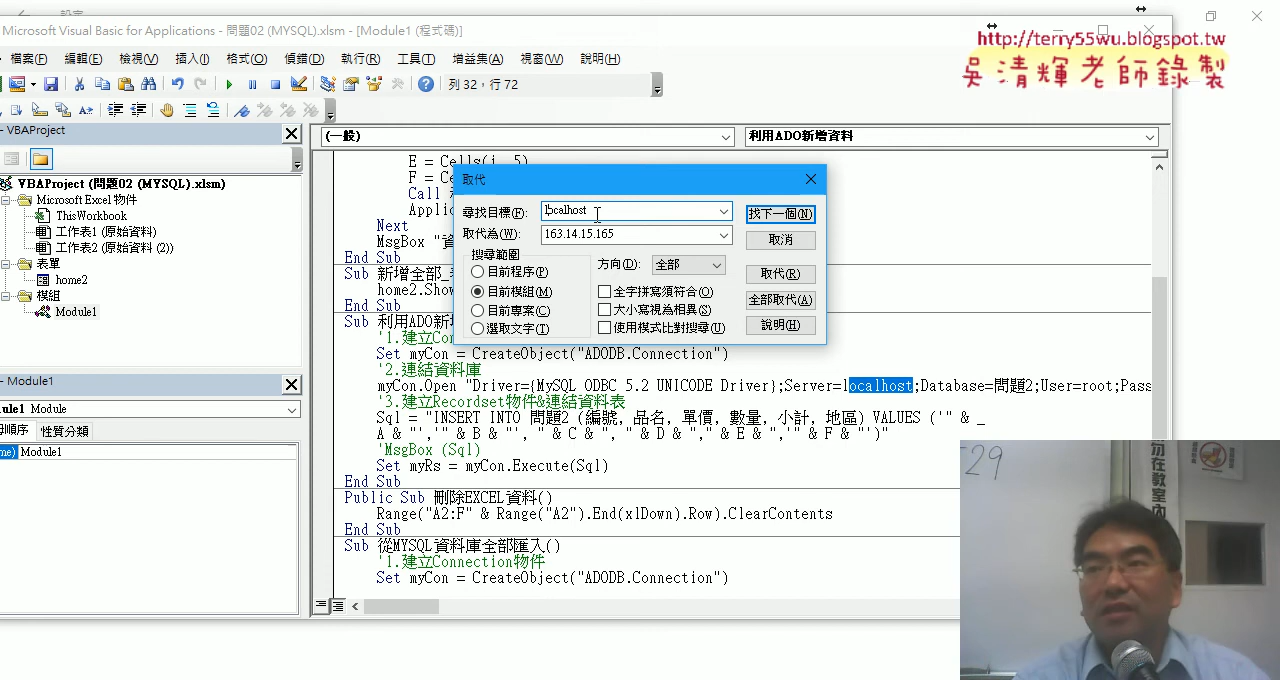 Microsoft Visual Basic for Applications - 問題02 (MYSQL).xlsm - [Module1 (程式碼)]
http://terry55wu.blogspot.tw
吳清輝老師錄製
檔案(F) 編輯(E) 檢視(V) 插入(I) 格式(O) 偵錯(D) 執行(R) 工具(T) 增益集(A) 視窗(W) 說明(H)
列 32，行 72
- VBAProject
VBAProject (問題02 (MYSQL).xlsm)
Microsoft Excel 物件
ThisWorkbook
工作表1 (原始資料)
工作表2 (原始資料 (2))
表單
home2
模組
Module1
- Module1
Module
性質分類
Module1
(一般)
利用ADO新增資料
E = Cells(i, 5)
Call
Next
MsgBox "
End Sub
Sub 新增全部_
home2.Show
End Sub
Sub 利用ADO新增
'1.建立Con
Set myCon = CreateObject("ADODB.Connection")
'2.連結資料庫
myCon.Open "Driver={MySQL ODBC 5.2 UNICODE Driver};Server=localhost;Database=問題2;User=root;Pass
'3.建立Recordset物件&連結資料表
Sql = "INSERT INTO 問題2 (編號, 品名, 單價, 數量, 小計, 地區) VALUES ('" & _
A & "', '" & B & "', " & C & ", " & D & "," & E & ",'" & F & "')"
'MsgBox (Sql)
Set myRs = myCon.Execute(Sql)
End Sub
Public Sub 刪除EXCEL資料()
Range("A2:F" & Range("A2").End(xlDown).Row).ClearContents
End Sub
Sub 從MYSQL資料庫全部匯入()
'1.建立Connection物件
Set myCon = CreateObject("ADODB.Connection")
取代
尋找目標(F): localhost 找下一個(N)
取代為(W): 163.14.15.165 取消
搜尋範圍
目前程序(P)
目前模組(M)
目前專案(C)
選取文字(T)
方向(D): 全部
全字拼寫須符合(O)
大小寫視為相異(S)
使用模式比對搜尋(U)
取代(R)
全部取代(A)
說明(H)
29
勿在教室內